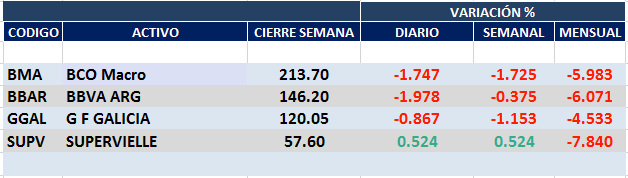 VARIACIÓN %
CODIGO ACTIVO CIERRE SEMANA DIARIO SEMANAL MENSUAL
BMA BCO Macro 213.70 -1.747 -1.725 -5.983
BBAR BBVA ARG 146.20 -1.978 -0.375 -6.071
GGAL G F GALICIA 120.05 -0.867 -1.153 -4.533
SUPV SUPERVIELLE 57.60 0.524 0.524 -7.840